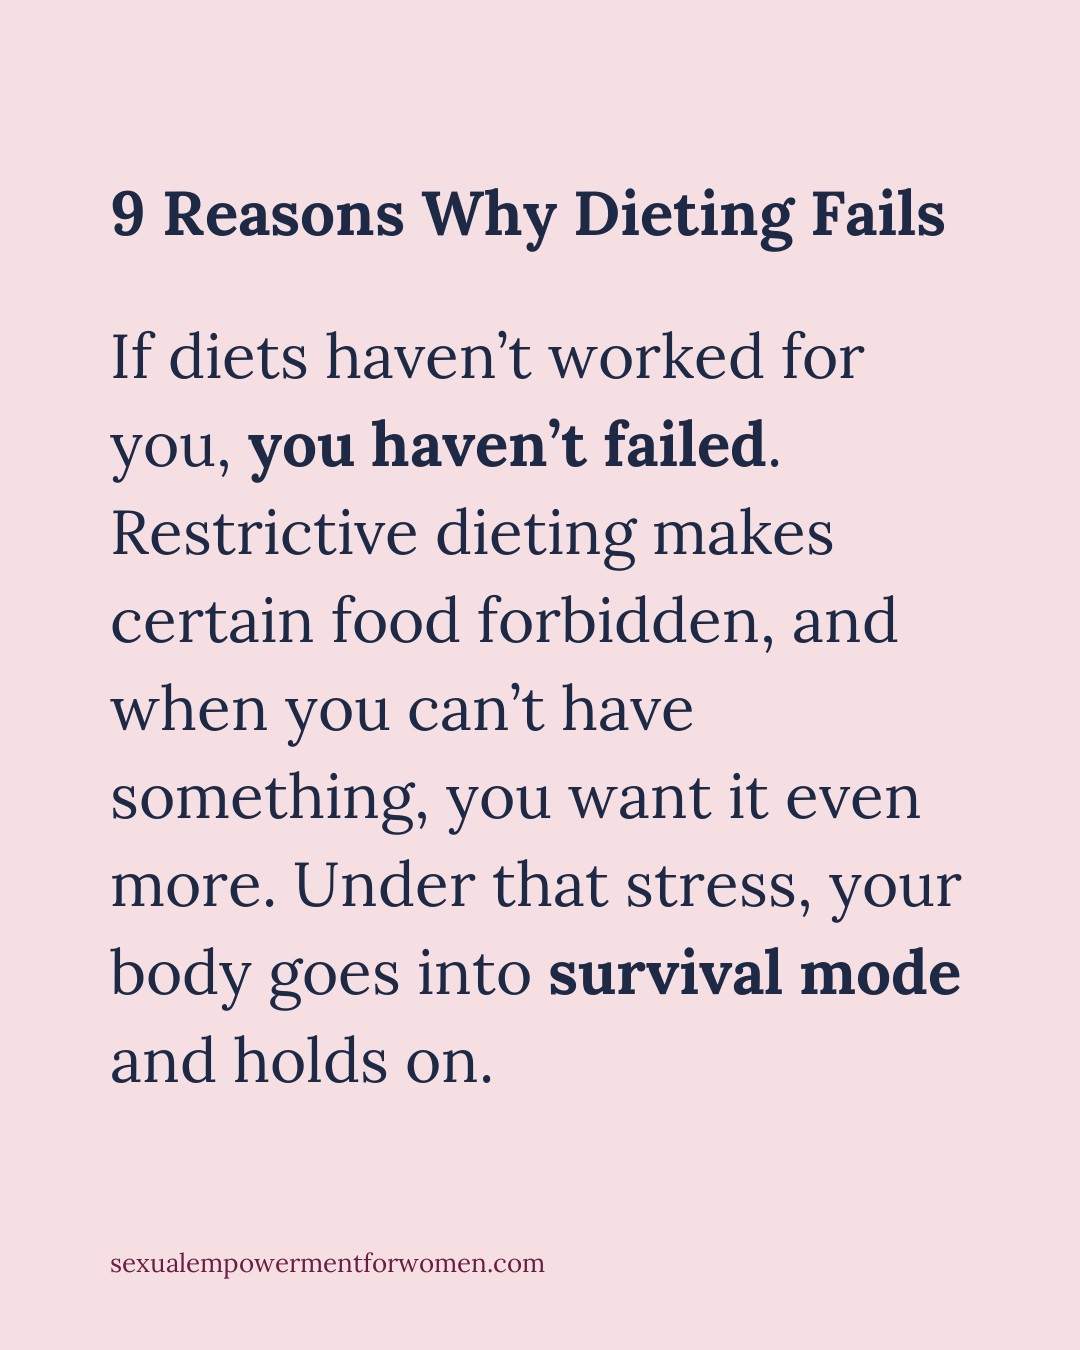 9 Reasons Why Dieting Fails
If diets haven’t worked for
you, you haven’t failed.
Restrictive dieting makes
certain food forbidden, and
when you can’t have
something, you want it even
more. Under that stress, your
body goes into survival mode
and holds on.
sexualempowermentforwomen.com